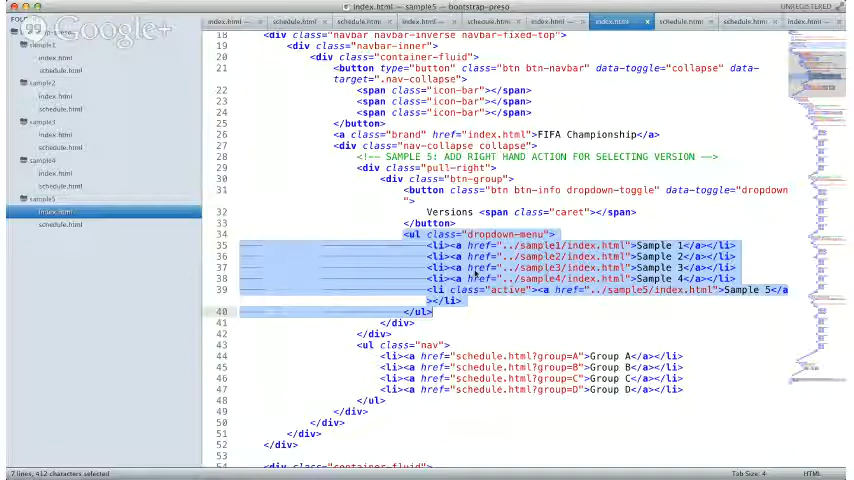 index.html — sample5 — bootstrap-preso
UNREGISTERED
Google+
index.html
schedule.html
schedule.html
index.html
schedule.html
index.html
index.html
schedule.html
schedule.html
index.html
sample1
index.html
schedule.html
sample2
index.html
schedule.html
sample3
index.html
schedule.html
sample4
index.html
schedule.html
sample5
index.html
schedule.html
18 <div class="navbar navbar-inverse navbar-fixed-top">
19 <div class="navbar-inner">
20 <div class="container-fluid">
21 <button type="button" class="btn btn-navbar" data-toggle="collapse" data-
target=".nav-collapse">
22 <span class="icon-bar"></span>
23 <span class="icon-bar"></span>
24 <span class="icon-bar"></span>
25 </button>
26 <a class="brand" href="index.html">FIFA Championship</a>
27 <div class="nav-collapse collapse">
28 <!-- SAMPLE 5: ADD RIGHT HAND ACTION FOR SELECTING VERSION -->
29 <div class="pull-right">
30 <div class="btn-group">
31 <button class="btn btn-info dropdown-toggle" data-toggle="dropdown
">
32 Versions <span class="caret"></span>
33 </button>
34 <ul class="dropdown-menu">
35 <li><a href="../sample1/index.html">Sample 1</a></li>
36 <li><a href="../sample2/index.html">Sample 2</a></li>
37 <li><a href="../sample3/index.html">Sample 3</a></li>
38 <li><a href="../sample4/index.html">Sample 4</a></li>
39 <li class="active"><a href="../sample5/index.html">Sample 5</a
></li>
40 </ul>
41 </div>
42 </div>
43 <ul class="nav">
44 <li><a href="schedule.html?group=A">Group A</a></li>
45 <li><a href="schedule.html?group=B">Group B</a></li>
46 <li><a href="schedule.html?group=C">Group C</a></li>
47 <li><a href="schedule.html?group=D">Group D</a></li>
48 </ul>
49 </div>
50 </div>
51 </div>
52 </div>
53
54 <div class="container-fluid">
7 lines, 412 characters selected
Tab Size: 4
HTML